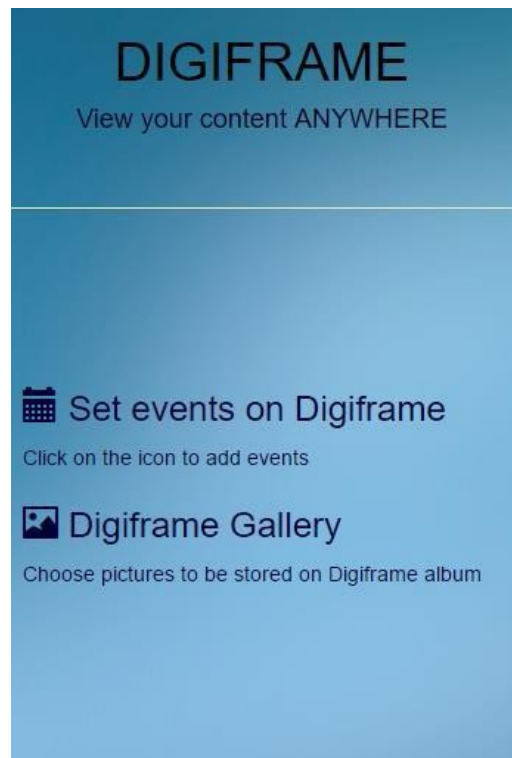 DIGIFRAME
View your content ANYWHERE
Set events on Digiframe
Click on the icon to add events
Digiframe Gallery
Choose pictures to be stored on Digiframe album